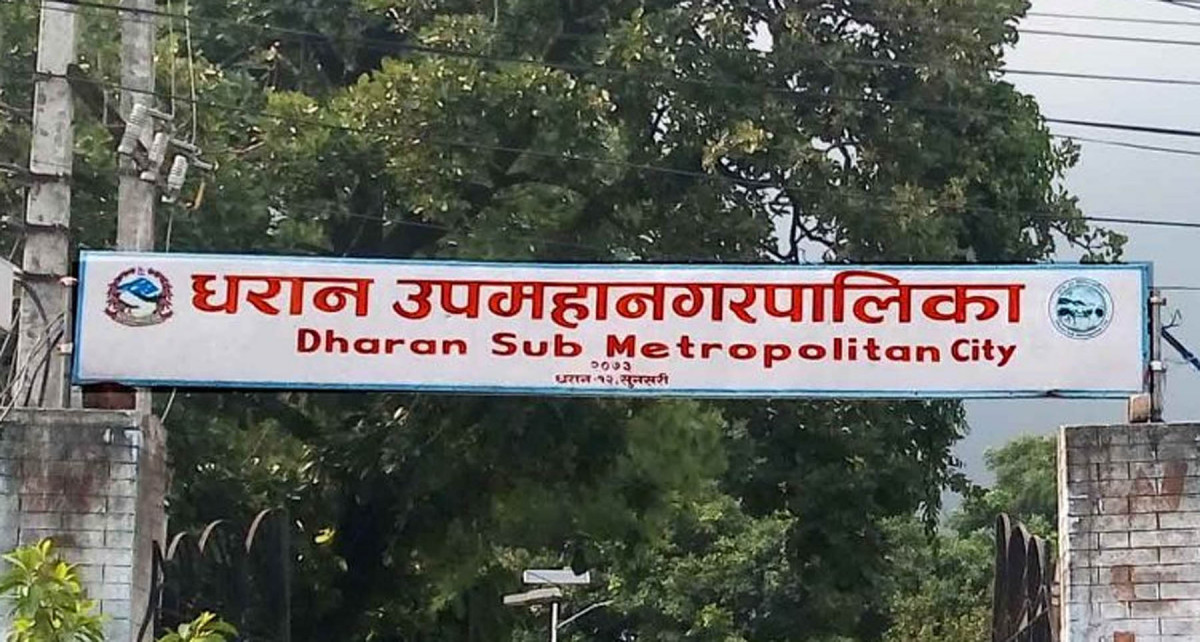 धरान उपमहानगरपालिका
Dharan Sub Metropolitan City
२०७३
धरान-१२, सुनसरी